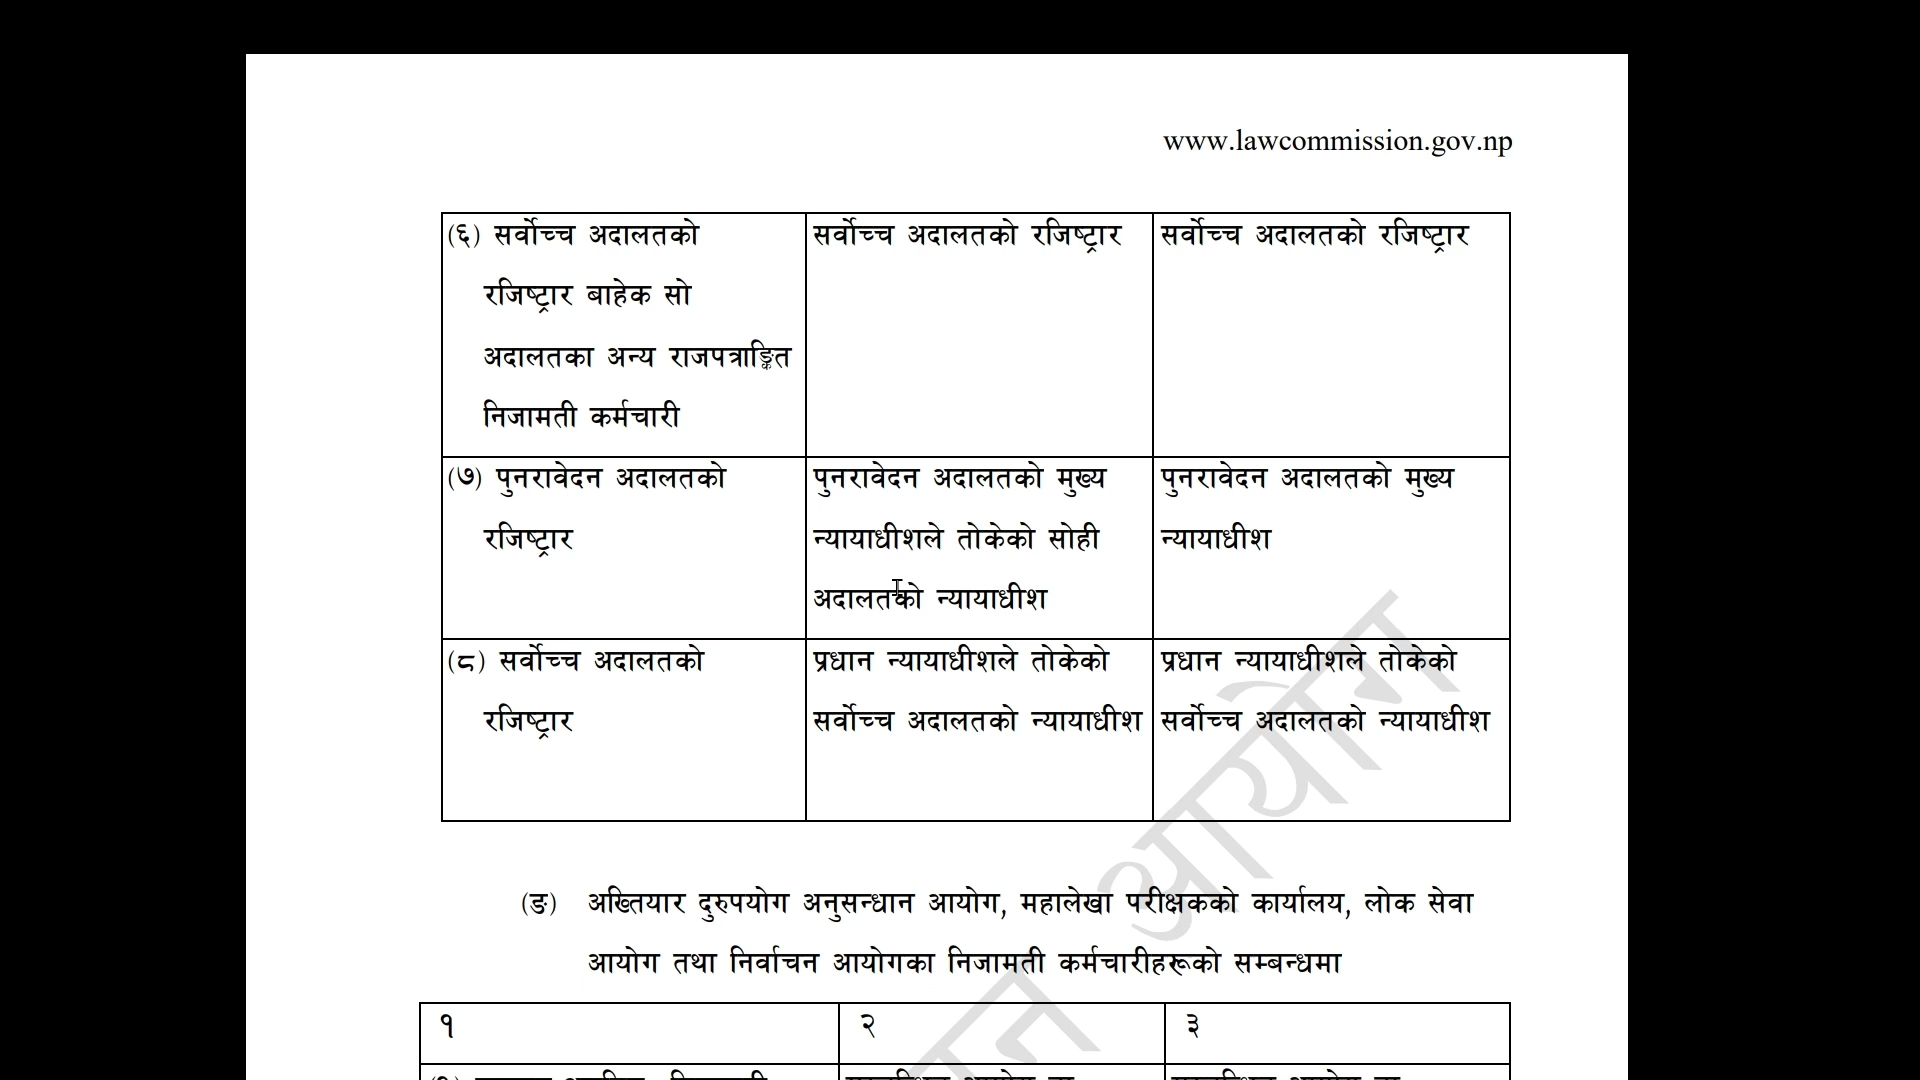 www.lawcommission.gov.np
(६) सर्वोच्च अदालतको
रजिष्ट्रार बाहेक सो
अदालतका अन्य राजपत्राङ्कित
निजामती कर्मचारी
सर्वोच्च अदालतको रजिष्ट्रार
सर्वोच्च अदालतको रजिष्ट्रार
(७) पुनरावेदन अदालतको
रजिष्ट्रार
पुनरावेदन अदालतको मुख्य
न्यायाधीशले तोकेको सोही
अदालतको न्यायाधीश
पुनरावेदन अदालतको मुख्य
न्यायाधीश
(८) सर्वोच्च अदालतको
रजिष्ट्रार
प्रधान न्यायाधीशले तोकेको
सर्वोच्च अदालतको न्यायाधीश
प्रधान न्यायाधीशले तोकेको
सर्वोच्च अदालतको न्यायाधीश
(ङ) अख्तियार दुरुपयोग अनुसन्धान आयोग, महालेखा परीक्षकको कार्यालय, लोक सेवा
आयोग तथा निर्वाचन आयोगका निजामती कर्मचारीहरूको सम्बन्धमा
१
२
३
आयोग